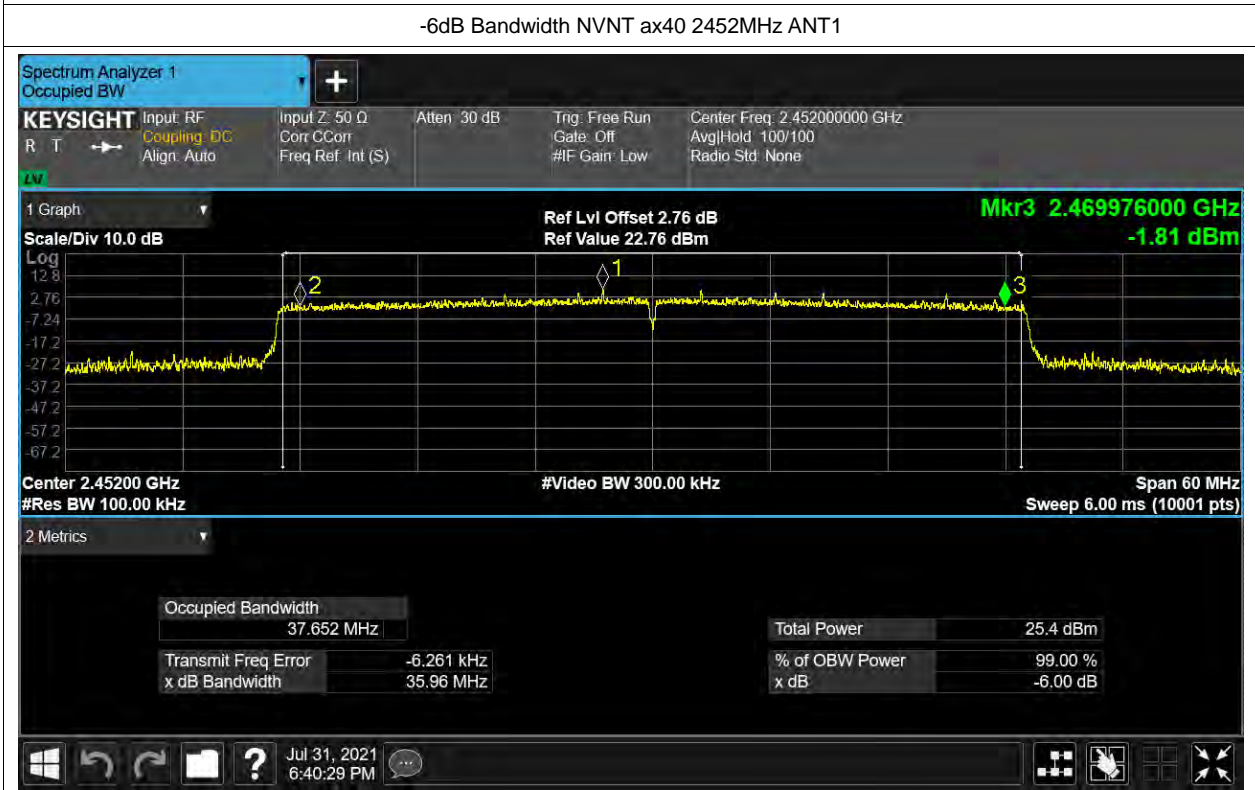 -6dB Bandwidth NVNT ax40 2452MHz ANT1
Spectrum Analyzer 1
Occupied BW
KEYSIGHT
R T
LXI
Input: RF
Coupling: DC
Align: Auto
Input Z: 50 Ω
Corr CCorr
Freq Ref: Int (S)
Atten: 30 dB
Trig: Free Run
Gate: Off
#IF Gain: Low
Center Freq: 2.452000000 GHz
Avg|Hold: 100/100
Radio Std: None
1 Graph
Scale/Div 10.0 dB
Ref Lvl Offset 2.76 dB
Ref Value 22.76 dBm
Mkr3 2.469976000 GHz
-1.81 dBm
Log
12.8
2.76
-7.24
-17.2
-27.2
-37.2
-47.2
-57.2
-67.2
1
2
3
Center 2.45200 GHz
#Res BW 100.00 kHz
#Video BW 300.00 kHz
Span 60 MHz
Sweep 6.00 ms (10001 pts)
2 Metrics
Occupied Bandwidth
37.652 MHz
Transmit Freq Error -6.261 kHz
x dB Bandwidth 35.96 MHz
Total Power 25.4 dBm
% of OBW Power 99.00 %
x dB -6.00 dB
?
Jul 31, 2021
6:40:29 PM